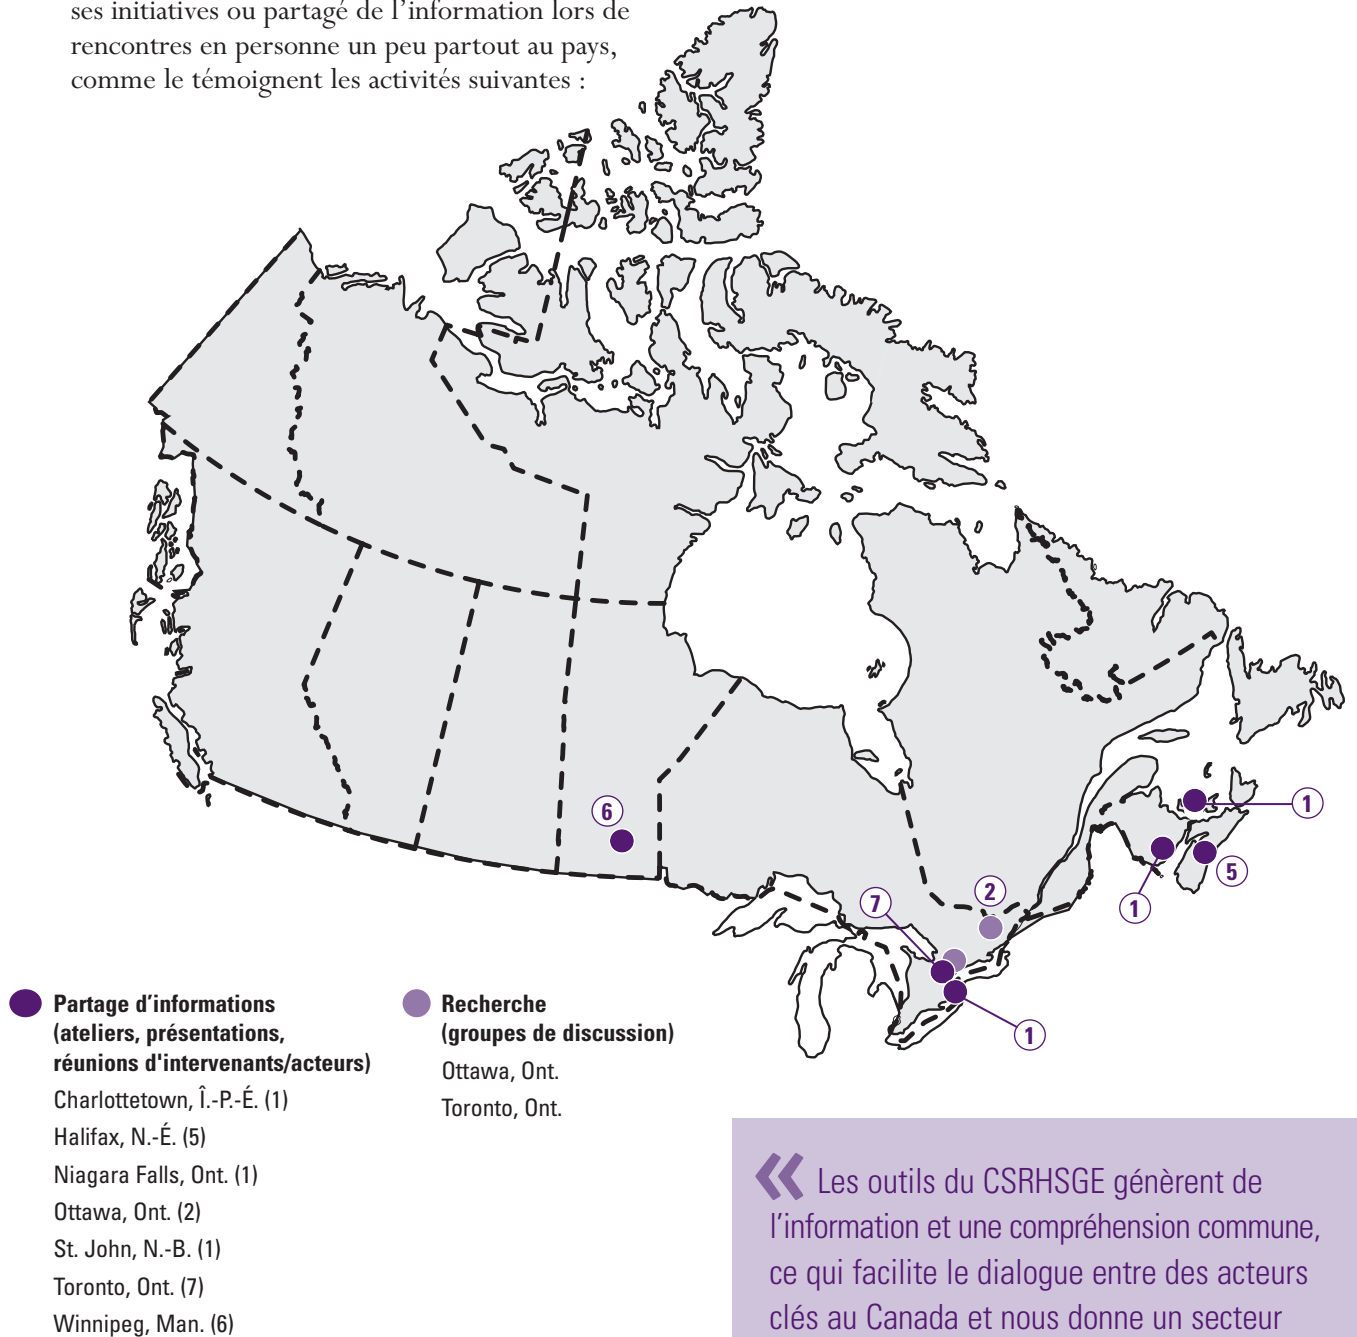 ses initiatives ou partagé de l’information lors de
rencontres en personne un peu partout au pays,
comme le témoignent les activités suivantes :
6
1
5
1
2
7
1
Partage d’informations
(ateliers, présentations,
réunions d'intervenants/acteurs)
Charlottetown, Î.-P.-É. (1)
Halifax, N.-É. (5)
Niagara Falls, Ont. (1)
Ottawa, Ont. (2)
St. John, N.-B. (1)
Toronto, Ont. (7)
Winnipeg, Man. (6)
Recherche
(groupes de discussion)
Ottawa, Ont.
Toronto, Ont.
« Les outils du CSRHSGE génèrent de
l’information et une compréhension commune,
ce qui facilite le dialogue entre des acteurs
clés au Canada et nous donne un secteur